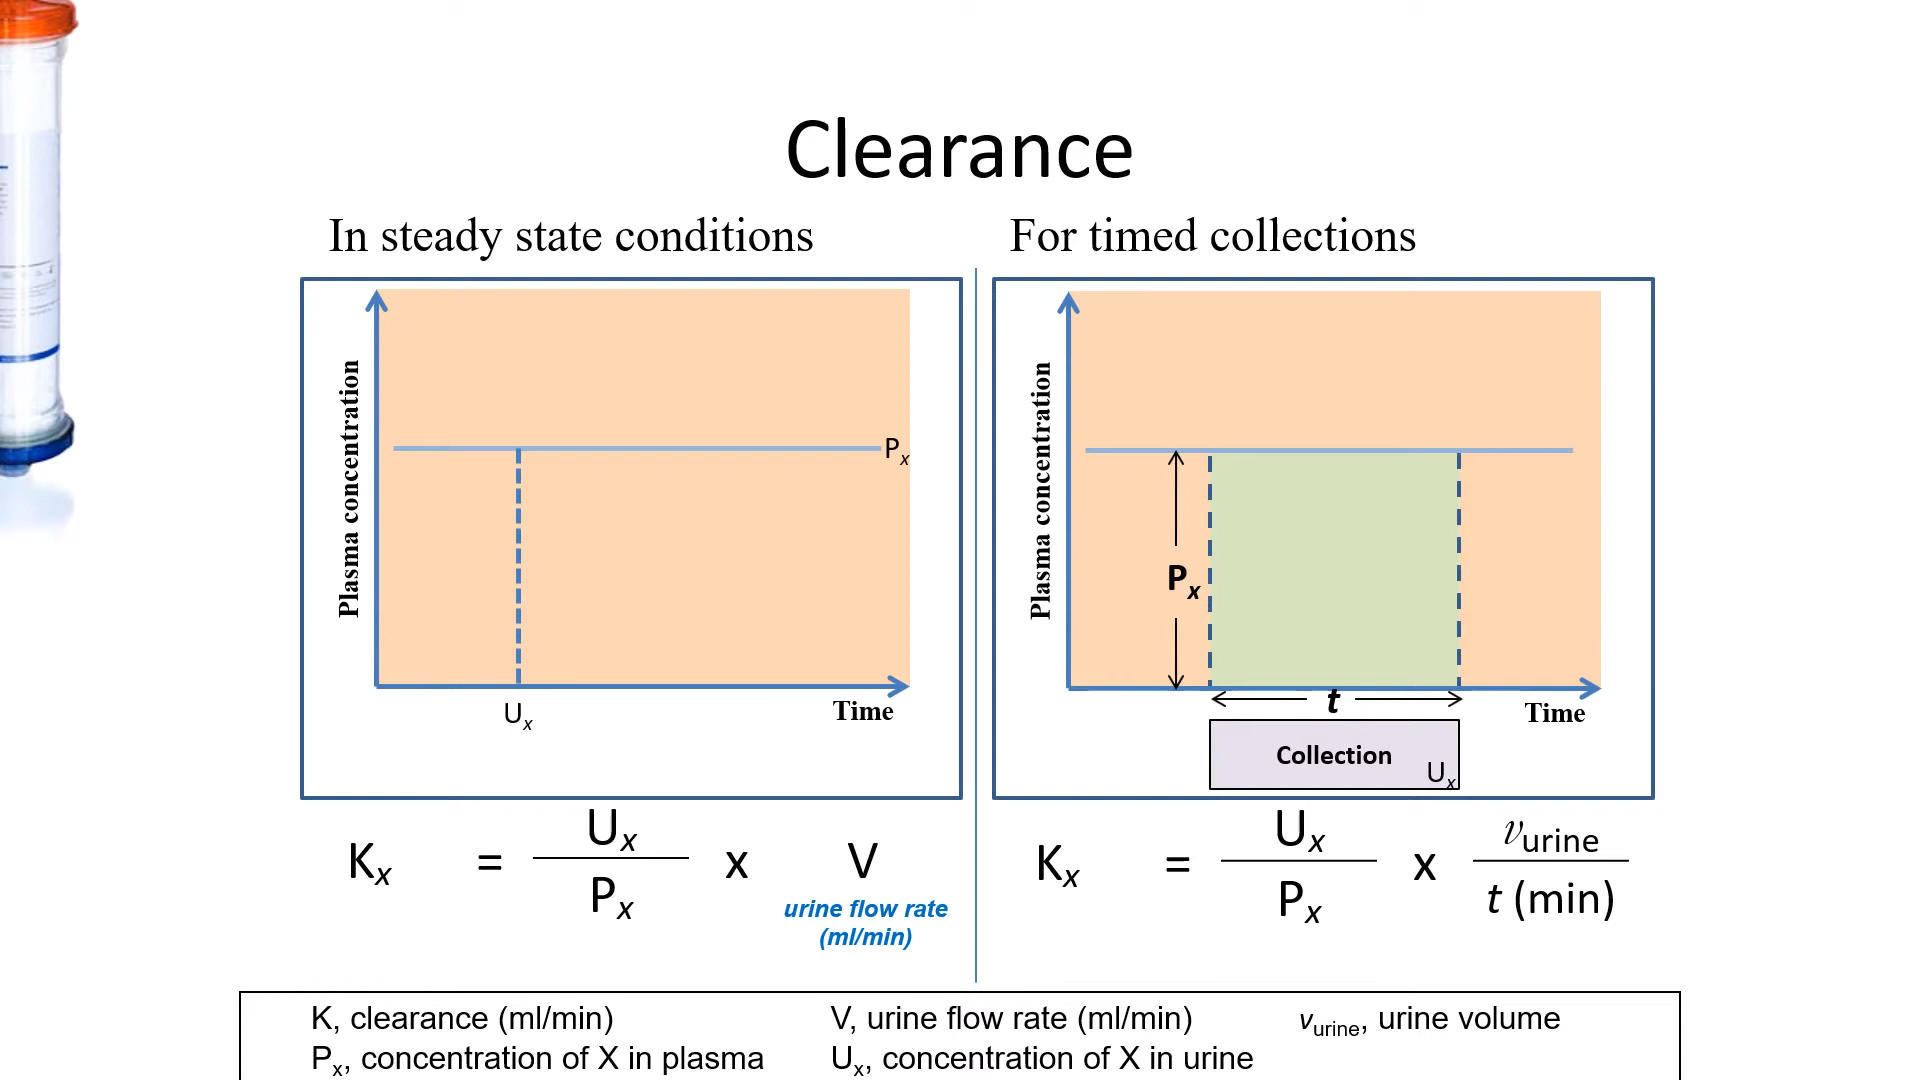 Clearance
In steady state conditions
Plasma concentration
Px
Ux
Time
Kx = Ux / Px x V
urine flow rate
(ml/min)
For timed collections
Plasma concentration
Px
t
Time
Collection
Ux
Kx = Ux / Px x vurine / t (min)
K, clearance (ml/min) V, urine flow rate (ml/min) vurine, urine volume
Px, concentration of X in plasma Ux, concentration of X in urine